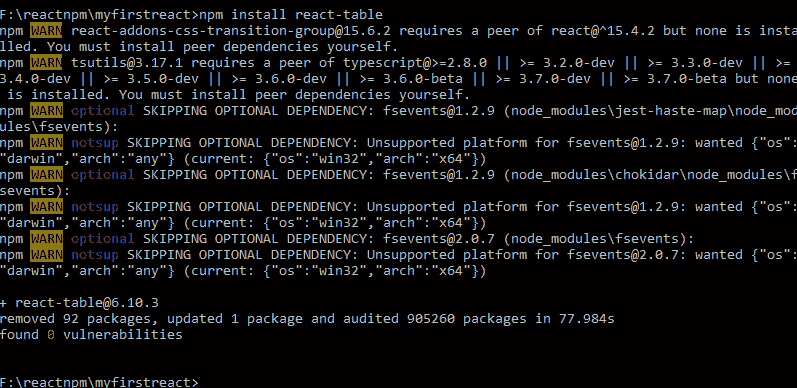 F:\reactnpm\myfirstreact>npm install react-table
npm WARN react-addons-css-transition-group@15.6.2 requires a peer of react@^15.4.2 but none is insta
lled. You must install peer dependencies yourself.
npm WARN tsutils@3.17.1 requires a peer of typescript@>=2.8.0 || >= 3.2.0-dev || >= 3.3.0-dev || >=
3.4.0-dev || >= 3.5.0-dev || >= 3.6.0-dev || >= 3.6.0-beta || >= 3.7.0-dev || >= 3.7.0-beta but none
is installed. You must install peer dependencies yourself.
npm WARN optional SKIPPING OPTIONAL DEPENDENCY: fsevents@1.2.9 (node_modules\jest-haste-map\node_mod
ules\fsevents):
npm WARN notsup SKIPPING OPTIONAL DEPENDENCY: Unsupported platform for fsevents@1.2.9: wanted {"os":
"darwin","arch":"any"} (current: {"os":"win32","arch":"x64"})
npm WARN optional SKIPPING OPTIONAL DEPENDENCY: fsevents@1.2.9 (node_modules\chokidar\node_modules\f
sevents):
npm WARN notsup SKIPPING OPTIONAL DEPENDENCY: Unsupported platform for fsevents@1.2.9: wanted {"os":
"darwin","arch":"any"} (current: {"os":"win32","arch":"x64"})
npm WARN optional SKIPPING OPTIONAL DEPENDENCY: fsevents@2.0.7 (node_modules\fsevents):
npm WARN notsup SKIPPING OPTIONAL DEPENDENCY: Unsupported platform for fsevents@2.0.7: wanted {"os":
"darwin","arch":"any"} (current: {"os":"win32","arch":"x64"})
+ react-table@6.10.3
removed 92 packages, updated 1 package and audited 905260 packages in 77.984s
found 0 vulnerabilities
F:\reactnpm\myfirstreact>